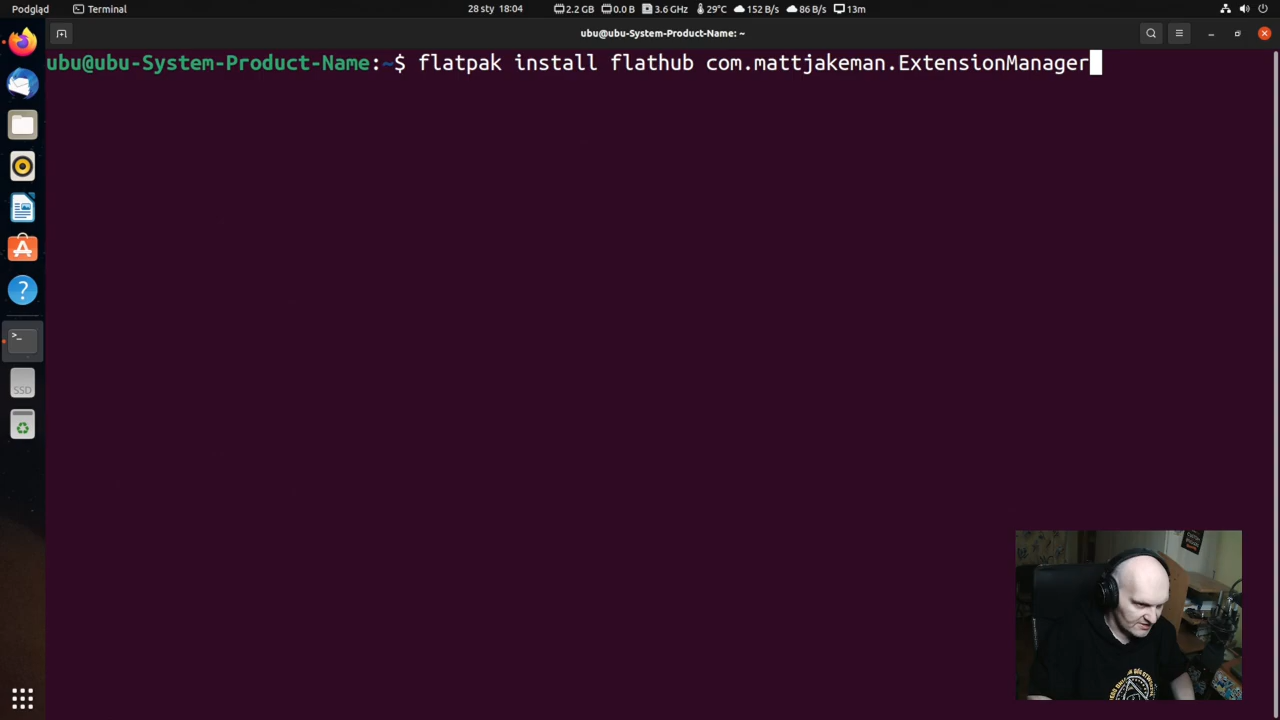 Podgląd
Terminal
28 sty 18:04
2.2 GB
0.0 B
3.6 GHz
29°C
152 B/s
86 B/s
13m
ubu@ubu-System-Product-Name: ~
ubu@ubu-System-Product-Name:~$ flatpak install flathub com.mattjakeman.ExtensionManager
SSD